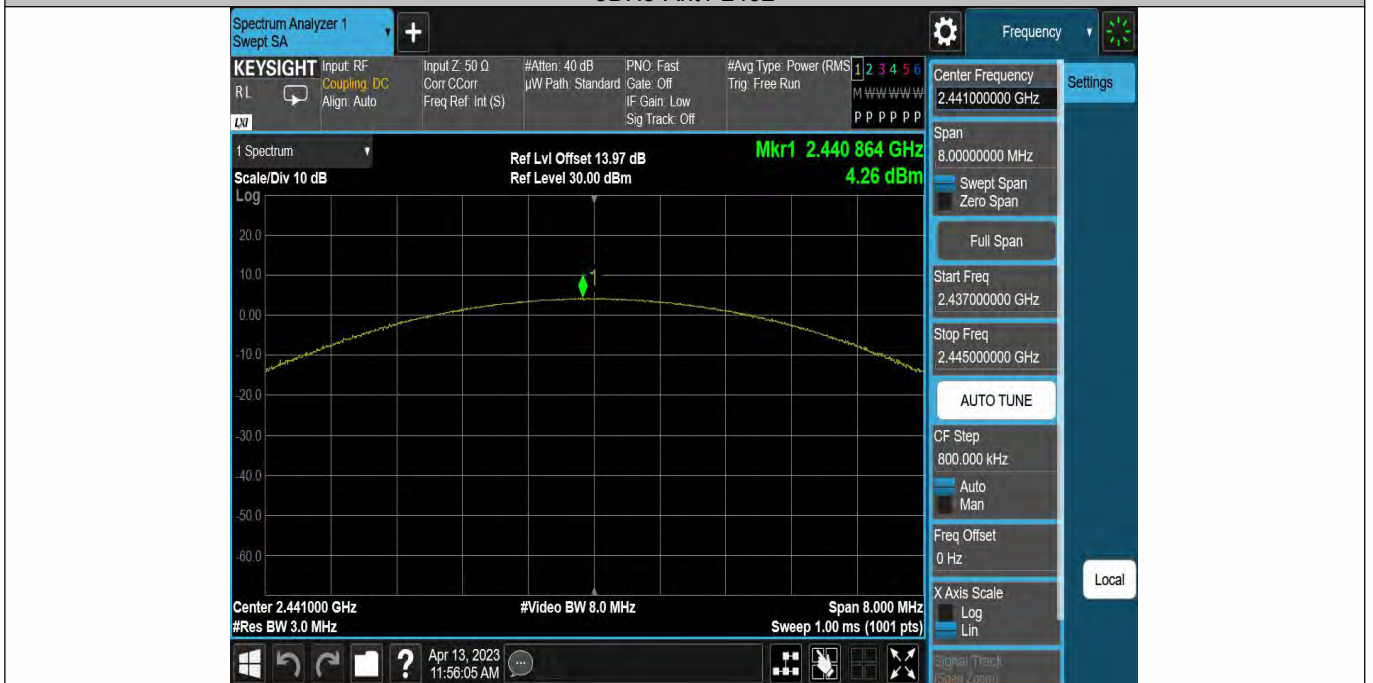 Spectrum Analyzer 1
Swept SA
+
Frequency
KEYSIGHT
RL
LXI
Input: RF
Coupling: DC
Align: Auto
Input Z: 50 Ω
Corr CCorr
Freq Ref: Int (S)
#Atten: 40 dB
µW Path: Standard
PNO: Fast
Gate: Off
IF Gain: Low
Sig Track: Off
#Avg Type: Power (RMS
Trig: Free Run
1 2 3 4 5 6
M W W W W W
P P P P P P
1 Spectrum
Scale/Div 10 dB
Log
Ref Lvl Offset 13.97 dB
Ref Level 30.00 dBm
Mkr1 2.440 864 GHz
4.26 dBm
20.0
10.0
0.00
-10.0
-20.0
-30.0
-40.0
-50.0
-60.0
1
Center 2.441000 GHz
#Res BW 3.0 MHz
#Video BW 8.0 MHz
Span 8.000 MHz
Sweep 1.00 ms (1001 pts)
?
Apr 13, 2023
11:56:05 AM
Center Frequency
2.441000000 GHz
Settings
Span
8.00000000 MHz
Swept Span
Zero Span
Full Span
Start Freq
2.437000000 GHz
Stop Freq
2.445000000 GHz
AUTO TUNE
CF Step
800.000 kHz
Auto
Man
Freq Offset
0 Hz
X Axis Scale
Log
Lin
Signal Track
(Span Zoom)
Local